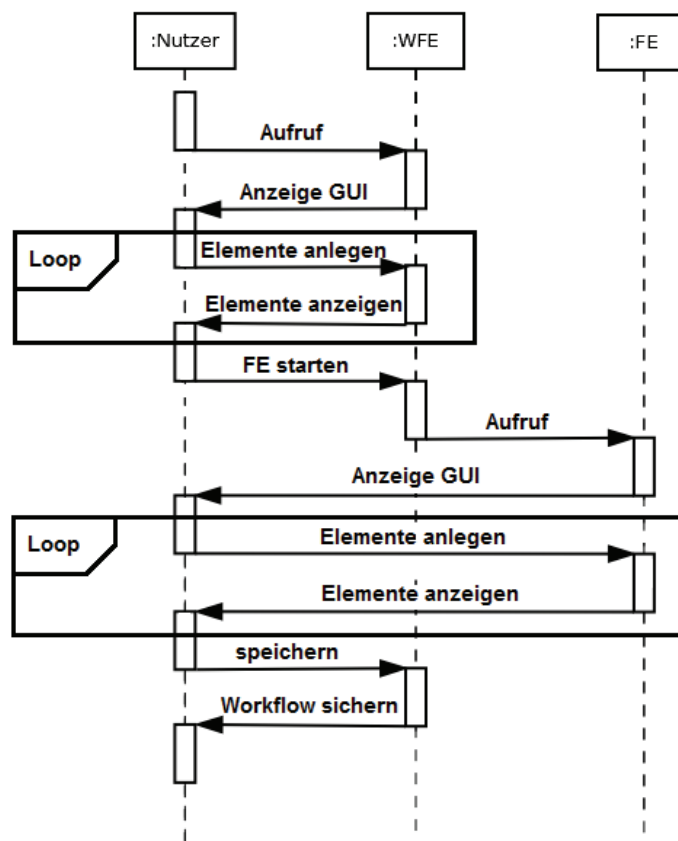 :Nutzer
:WFE
:FE
Aufruf
Anzeige GUI
Loop
Elemente anlegen
Elemente anzeigen
FE starten
Aufruf
Anzeige GUI
Loop
Elemente anlegen
Elemente anzeigen
speichern
Workflow sichern